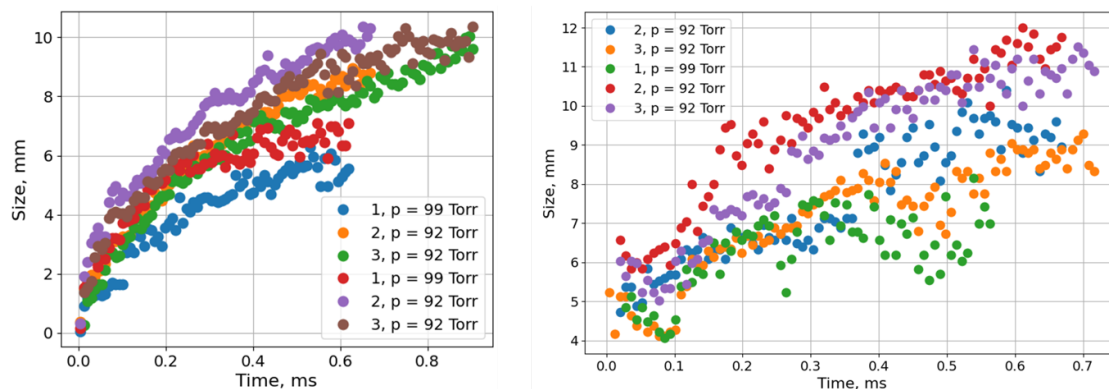 10
8
6
4
2
0
Size, mm
1, p = 99 Torr
2, p = 92 Torr
3, p = 92 Torr
1, p = 99 Torr
2, p = 92 Torr
3, p = 92 Torr
0.0 0.2 0.4 0.6 0.8
Time, ms
12
11
10
9
8
7
6
5
4
Size, mm
2, p = 92 Torr
3, p = 92 Torr
1, p = 99 Torr
2, p = 92 Torr
3, p = 92 Torr
0.0 0.1 0.2 0.3 0.4 0.5 0.6 0.7
Time, ms